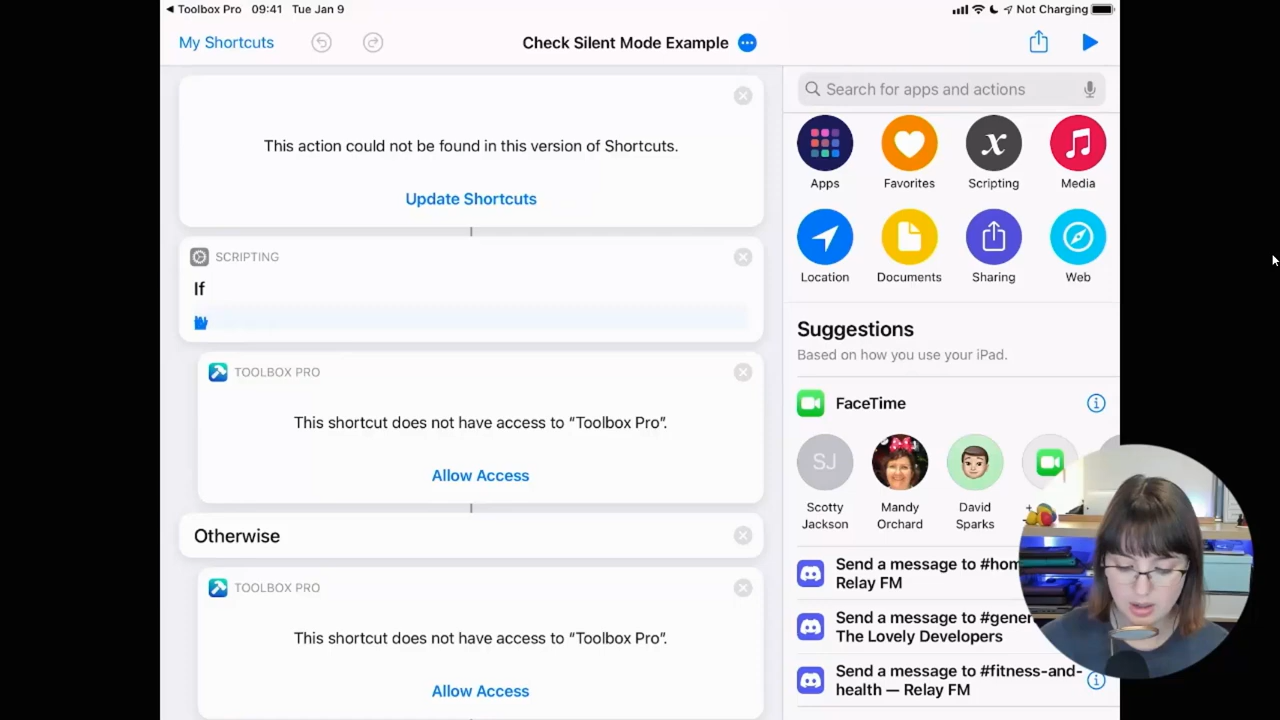 Toolbox Pro 09:41 Tue Jan 9
Not Charging
My Shortcuts
Check Silent Mode Example
This action could not be found in this version of Shortcuts.
Update Shortcuts
SCRIPTING
If
TOOLBOX PRO
This shortcut does not have access to “Toolbox Pro”.
Allow Access
Otherwise
TOOLBOX PRO
This shortcut does not have access to “Toolbox Pro”.
Allow Access
Search for apps and actions
Apps
Favorites
Scripting
Media
Location
Documents
Sharing
Web
Suggestions
Based on how you use your iPad.
FaceTime
SJ
Scotty
Jackson
Mandy
Orchard
David
Sparks
Send a message to #hom
Relay FM
Send a message to #gener
The Lovely Developers
Send a message to #fitness-and-
health — Relay FM